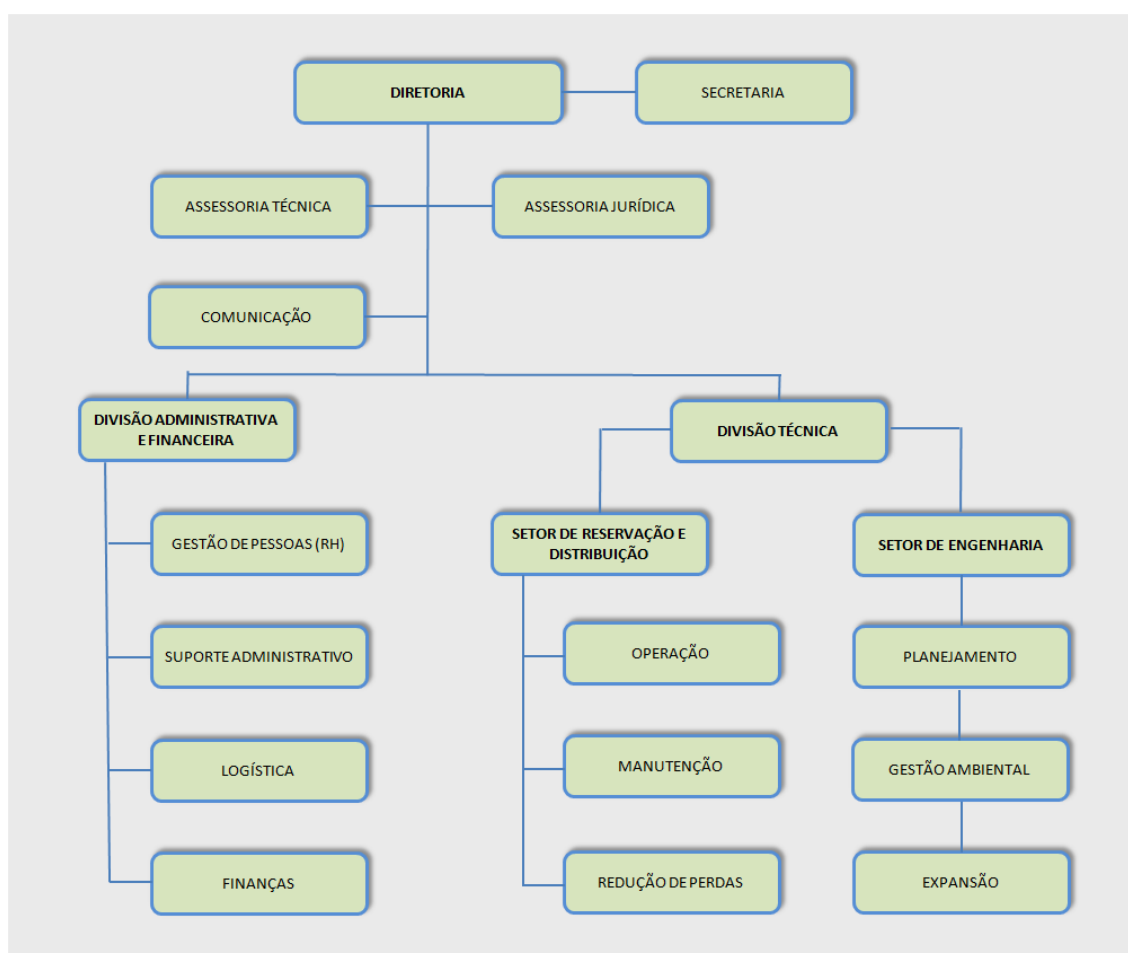 DIRETORIA
SECRETARIA
ASSESSORIA TÉCNICA
ASSESSORIA JURÍDICA
COMUNICAÇÃO
DIVISÃO ADMINISTRATIVA
E FINANCEIRA
DIVISÃO TÉCNICA
GESTÃO DE PESSOAS (RH)
SETOR DE RESERVAÇÃO E
DISTRIBUIÇÃO
SETOR DE ENGENHARIA
SUPORTE ADMINISTRATIVO
OPERAÇÃO
PLANEJAMENTO
LOGÍSTICA
MANUTENÇÃO
GESTÃO AMBIENTAL
FINANÇAS
REDUÇÃO DE PERDAS
EXPANSÃO